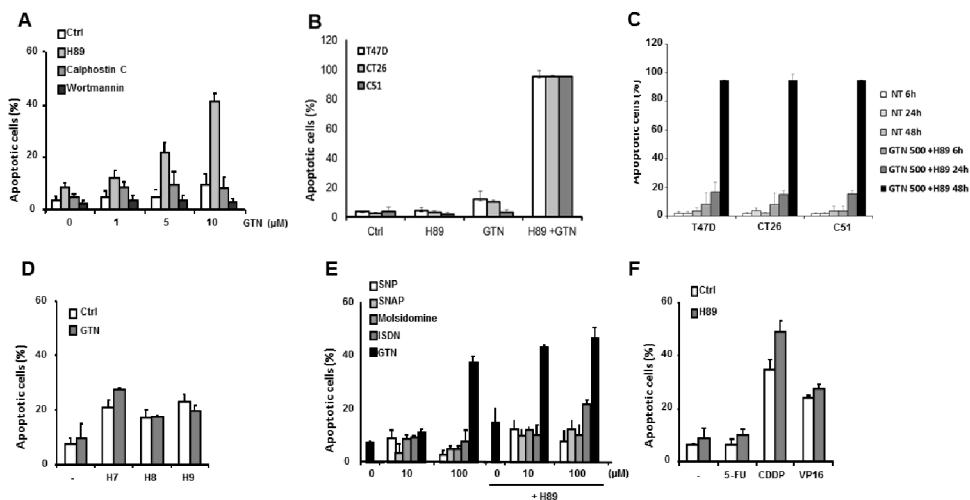 A
Ctrl
H89
Calphostin C
Wortmannin
Apoptotic cells (%)
60
40
20
0
0 1 5 10 GTN (µM)
B
T47D
CT26
C51
Apoptotic cells (%)
120
100
80
60
40
20
0
Ctrl H89 GTN H89 +GTN
C
Apoptotic cells (%)
120
100
80
60
40
20
0
T47D CT26 C51
NT 6h
NT 24h
NT 48h
GTN 500 +H89 6h
GTN 500 +H89 24h
GTN 500 +H89 48h
D
Ctrl
GTN
Apoptotic cells (%)
60
40
20
0
- H7 H8 H9
E
SNP
SNAP
Molsidomine
ISDN
GTN
Apoptotic cells (%)
60
50
40
30
20
10
0
0 10 100 0 10 100 (µM)
+ H89
F
Ctrl
H89
Apoptotic cells (%)
60
40
20
0
- 5-FU CDDP VP16